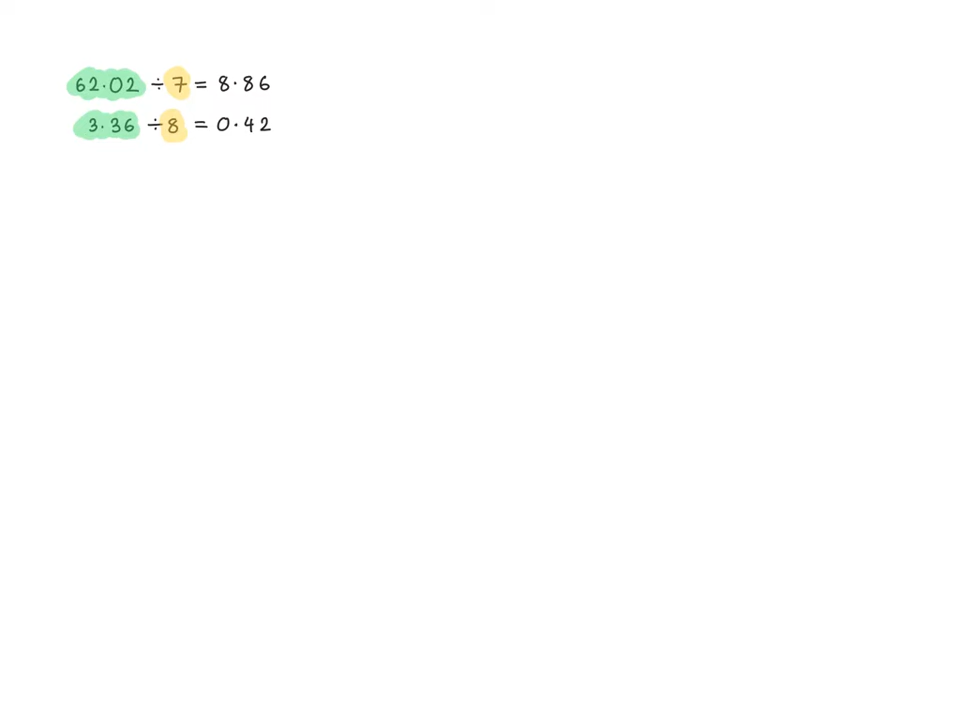 62·02 ÷ 7 = 8·86
3·36 ÷ 8 = 0·42